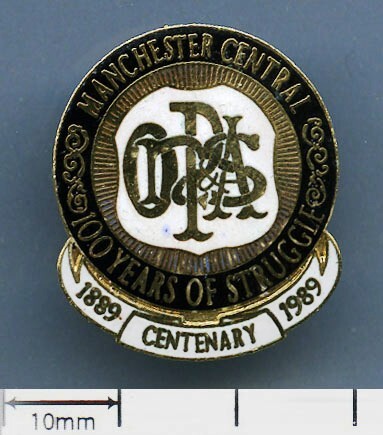 MANCHESTER CENTRAL
100 YEARS OF STRUGGLE
1889 CENTENARY 1989
10mm